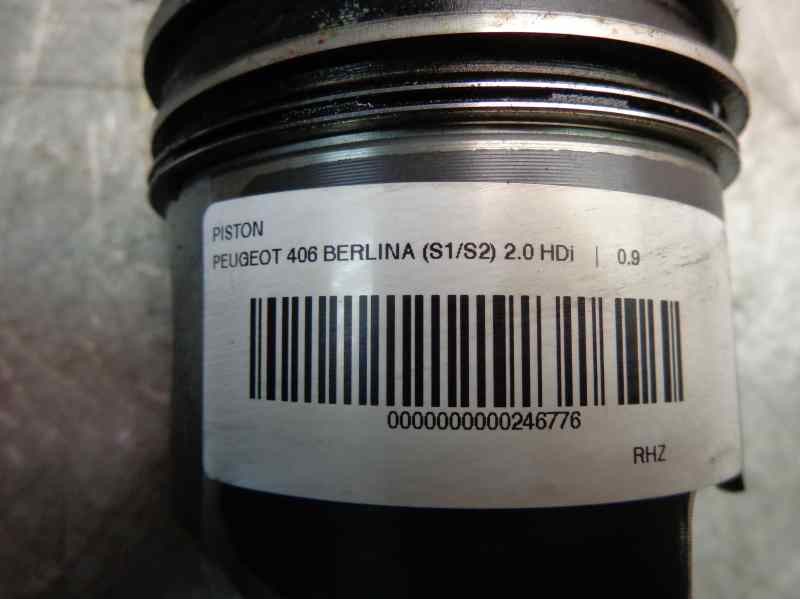 PISTON
PEUGEOT 406 BERLINA (S1/S2) 2.0 HDi | 0.9
0000000000246776
RHZ